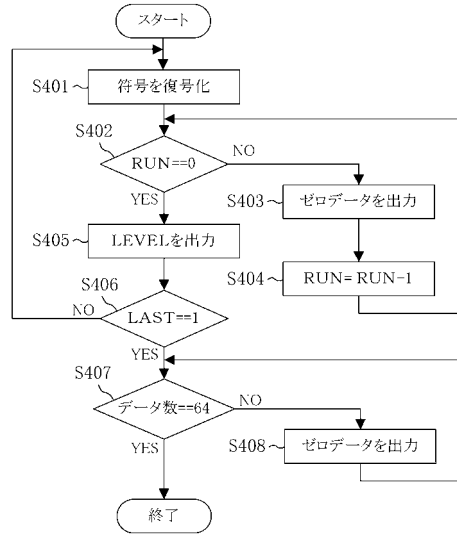 スタート
S401
符号を復号化
S402
RUN==0
NO
YES
S403
ゼロデータを出力
S405
LEVELを出力
S404
RUN=RUN-1
S406
NO
LAST==1
YES
S407
データ数==64
NO
YES
S408
ゼロデータを出力
終了